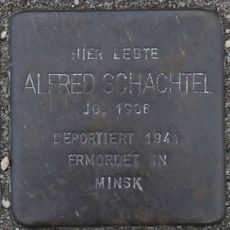 HIER LEBTE
ALFRED SCHACHTEL
JG. 1906
DEPORTIERT 1941
ERMORDET IN
MINSK